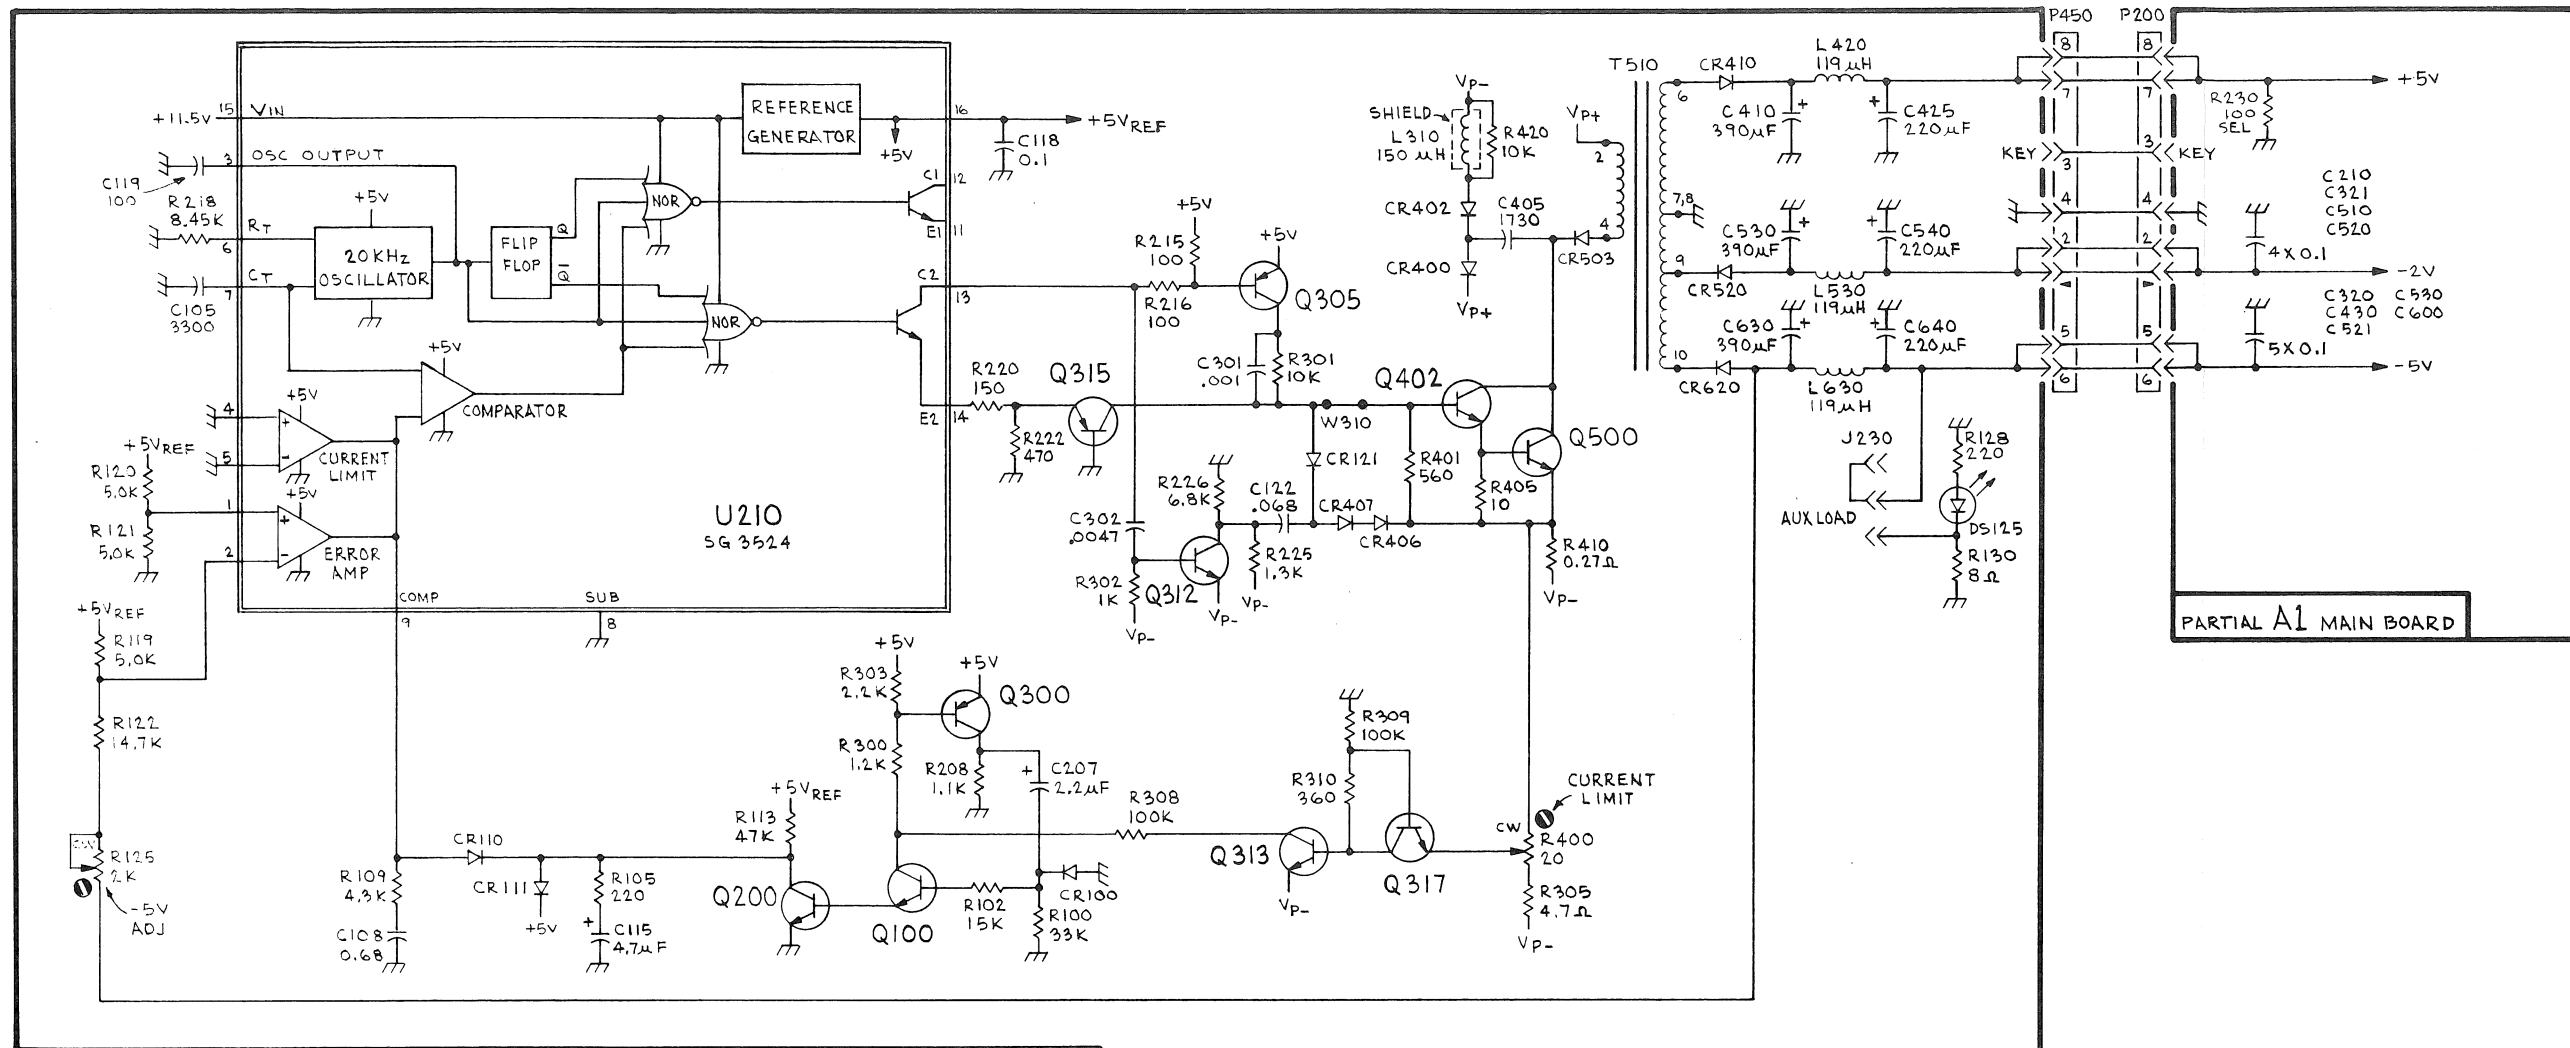 P450 P200
8 8
7 7
KEY 3 3 KEY
4 4
2 2
5 5
6 6
+5V
R230
100
SEL
C210
C321
C510
C520
4X0.1
-2V
C320 C530
C430 C600
C521
5X0.1
-5V
PARTIAL A1 MAIN BOARD
15 VIN
+11.5V
REFERENCE
GENERATOR
16
+5VREF
+5V
C118
0.1
3 OSC OUTPUT
C119
100
R218
8.45K
RT
6
+5V
20KHz
OSCILLATOR
FLIP
FLOP
Q
Q
NOR
NOR
C1 12
E1 11
C2
13
E2 14
CT
7
C105
3300
+5V
COMPARATOR
4
5
+5V
+
-
CURRENT
LIMIT
+5VREF
R120
5.0K
R121
5.0K
1
2
+5V
+
-
ERROR
AMP
U210
SG3524
COMP
9
SUB
8
+5VREF
R119
5.0K
R122
14.7K
CW
R125
2K
-5V
ADJ
R109
4.3K
C108
0.68
CR110
CR111
+5V
R105
220
+
C115
4.7µF
+5VREF
R113
47K
Q200
+5V
R303
2.2K
R300
1.2K
+5V
Q300
R208
1.1K
+
C207
2.2µF
Q100
R102
15K
CR100
R100
33K
R308
100K
Q313
VP-
R309
100K
R310
360
Q317
CURRENT
LIMIT
CW
R400
20
R305
4.7Ω
VP-
+5V
R215
100
R216
100
+5V
Q305
R220
150
R222
470
Q315
C301
.001
R301
10K
W310
CR121
R226
6.8K
C122
.068
C302
.0047
R302
1K
VP-
Q312
VP-
R225
1.3K
VP-
CR407
CR406
R401
560
Q402
R405
10
Q500
R410
0.27Ω
VP-
VP-
SHIELD
L310
150µH
R420
10K
CR402
C405
1730
CR400
VP+
CR503
VP+
2
4
T510
6
7,8
9
10
CR410
C410
390µF
+
L420
119µH
+
C425
220µF
C530
390µF
+
+
C540
220µF
CR520
L530
119µH
C630
390µF
+
+
C640
220µF
CR620
L630
119µH
J230
AUX LOAD
R128
220
DS125
R130
8Ω